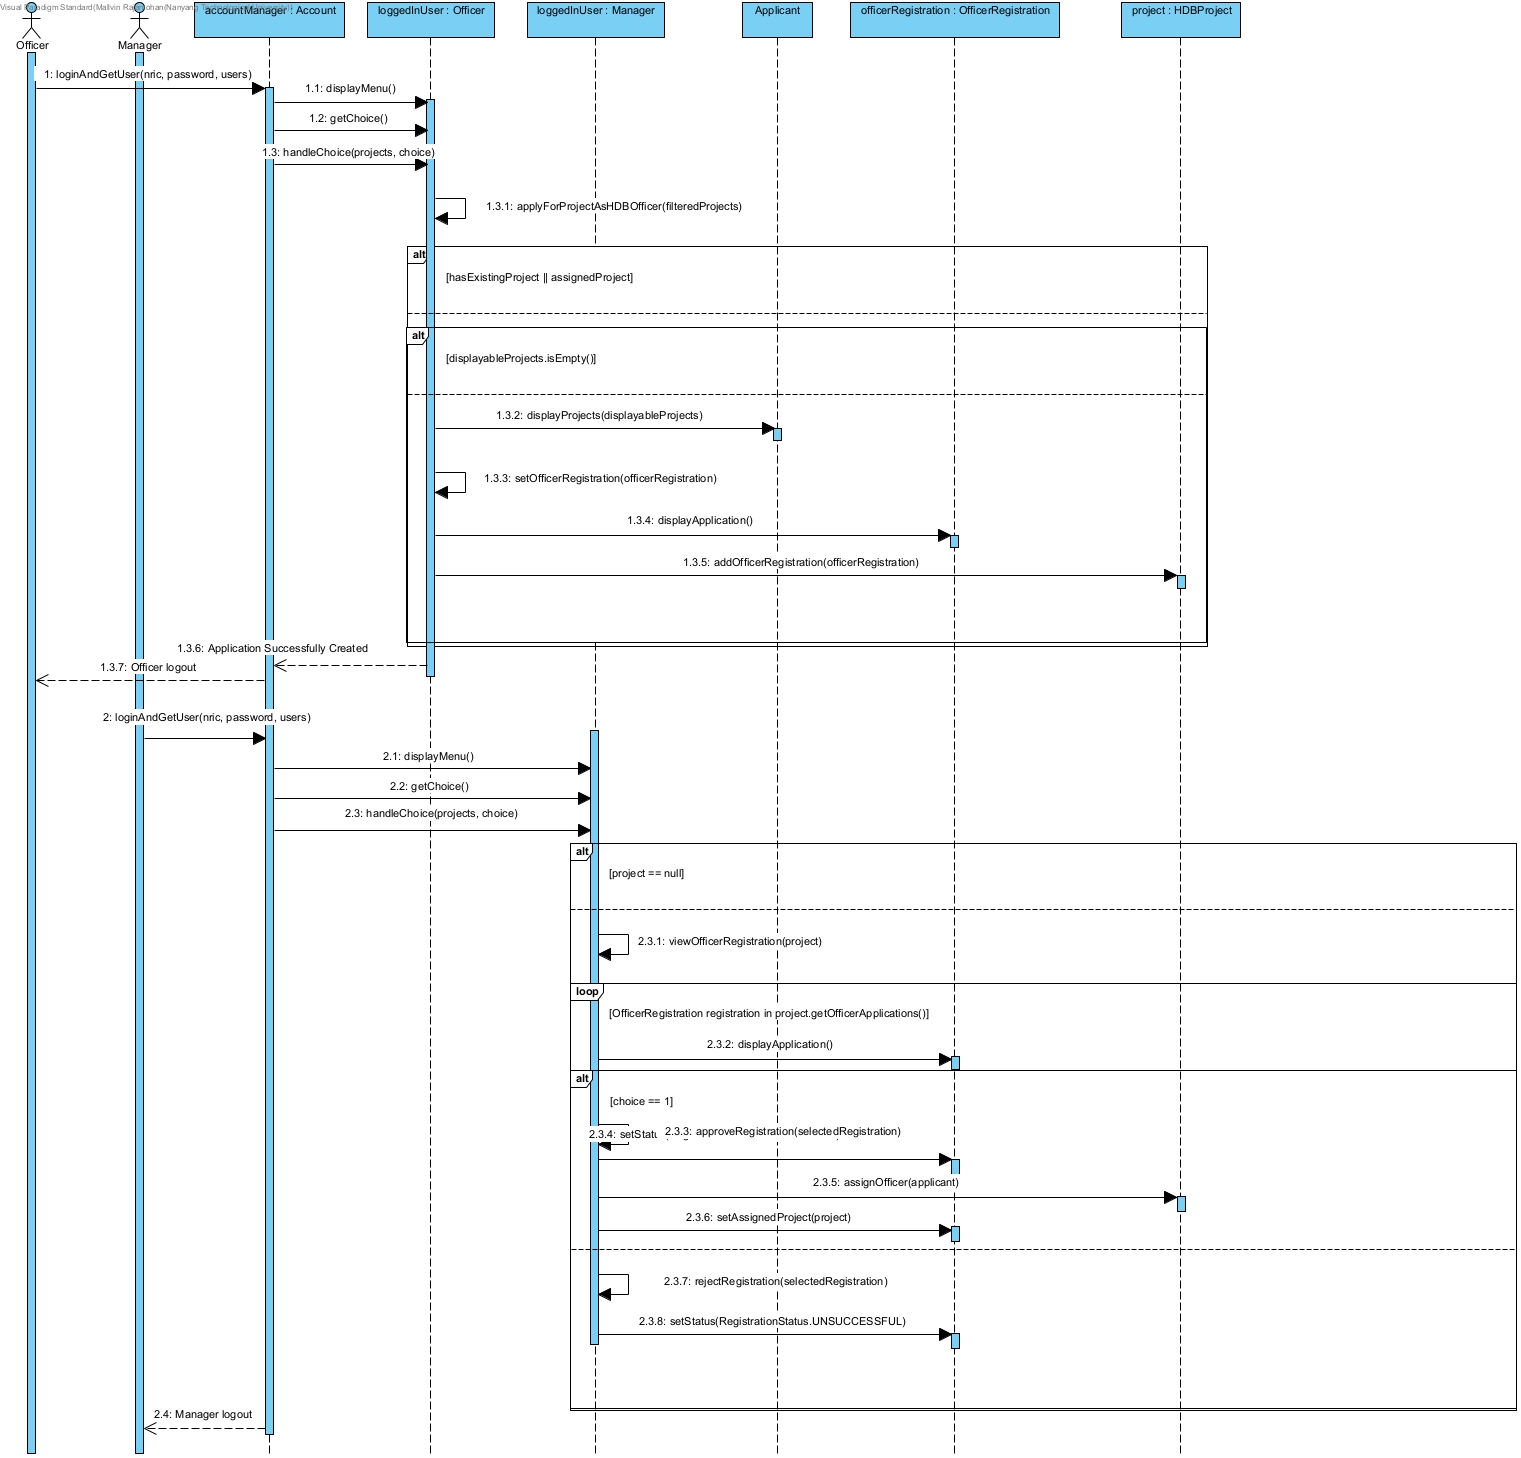 Visual Paradigm Standard(Malvin Raj
accountManager : Account
loggedInUser : Officer
loggedInUser : Manager
Applicant
officerRegistration : OfficerRegistration
project : HDBProject
Officer
Manager
1: loginAndGetUser(nric, password, users)
1.1: displayMenu()
1.2: getChoice()
1.3: handleChoice(projects, choice)
1.3.1: applyForProjectAsHDBOfficer(filteredProjects)
alt
[hasExistingProject || assignedProject]
alt
[displayableProjects.isEmpty()]
1.3.2: displayProjects(displayableProjects)
1.3.3: setOfficerRegistration(officerRegistration)
1.3.4: displayApplication()
1.3.5: addOfficerRegistration(officerRegistration)
1.3.6: Application Successfully Created
1.3.7: Officer logout
2: loginAndGetUser(nric, password, users)
2.1: displayMenu()
2.2: getChoice()
2.3: handleChoice(projects, choice)
alt
[project == null]
2.3.1: viewOfficerRegistration(project)
loop
[OfficerRegistration registration in project.getOfficerApplications()]
2.3.2: displayApplication()
alt
[choice == 1]
2.3.3: approveRegistration(selectedRegistration)
2.3.4: setStatu
2.3.5: assignOfficer(applicant)
2.3.6: setAssignedProject(project)
2.3.7: rejectRegistration(selectedRegistration)
2.3.8: setStatus(RegistrationStatus.UNSUCCESSFUL)
2.4: Manager logout